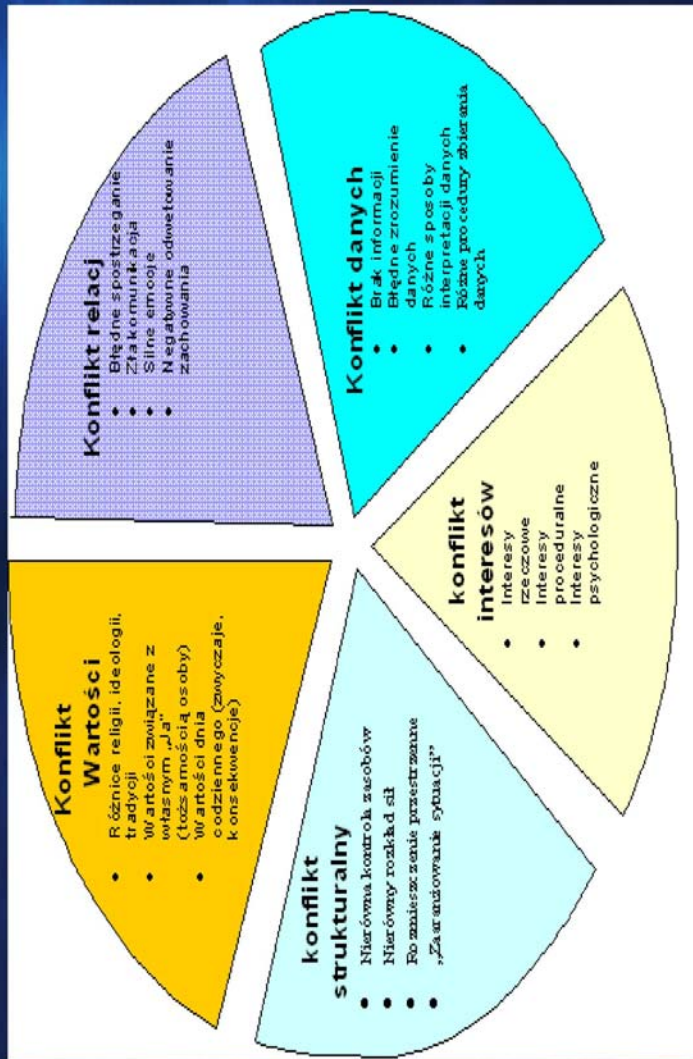 Konflikt
Wartości
• Różnice religii, ideologii,
tradycji
• Wartości związane z
własnym „Ja”
(tożsamością osoby)
• Wartości dnia
codziennego (zwyczaje,
konsekwencje)
Konflikt relacj
• Błędne spostrzeganie
• Zła komunikacja
• Silne emocje
• Negatywne odwetowanie
zachowania
Konflikt danych
• Brak informacji
• Błędne zrozumienie
danych
• Różne sposoby
interpretacji danych
• Różne procedury zbierania
danych
konflikt
interesów
• Interesy
rzeczowe
• Interesy
proceduralne
• Interesy
psychologiczne
konflikt
strukturalny
• Nierówna kontrola zasobów
• Nierówny rozkład sił
• Rozmieszczenie przestrzenne
• „Zaaranżowanie sytuacji”